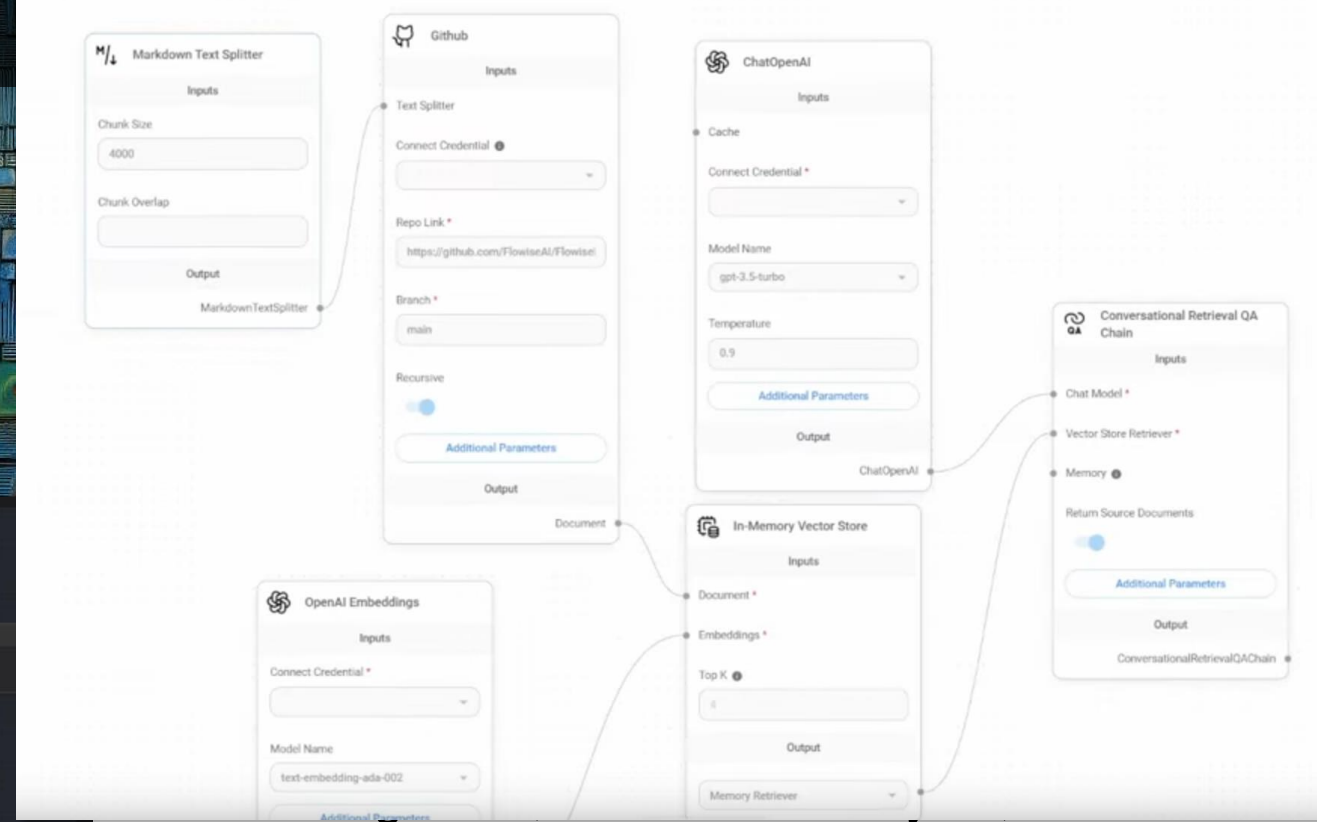 Markdown Text Splitter
Inputs
Chunk Size
4000
Chunk Overlap
Output
MarkdownTextSplitter
Github
Inputs
Text Splitter
Connect Credential
Repo Link *
https://github.com/FlowiseAI/Flowise
Branch *
main
Recursive
Additional Parameters
Output
Document
OpenAI Embeddings
Inputs
Connect Credential *
Model Name
text-embedding-ada-002
Additional Parameters
ChatOpenAI
Inputs
Cache
Connect Credential *
Model Name
gpt-3.5-turbo
Temperature
0.9
Additional Parameters
Output
ChatOpenAI
In-Memory Vector Store
Inputs
Document *
Embeddings *
Top K
Output
Memory Retriever
QA
Conversational Retrieval QA
Chain
Inputs
Chat Model *
Vector Store Retriever *
Memory
Return Source Documents
Additional Parameters
Output
ConversationalRetrievalQAChain